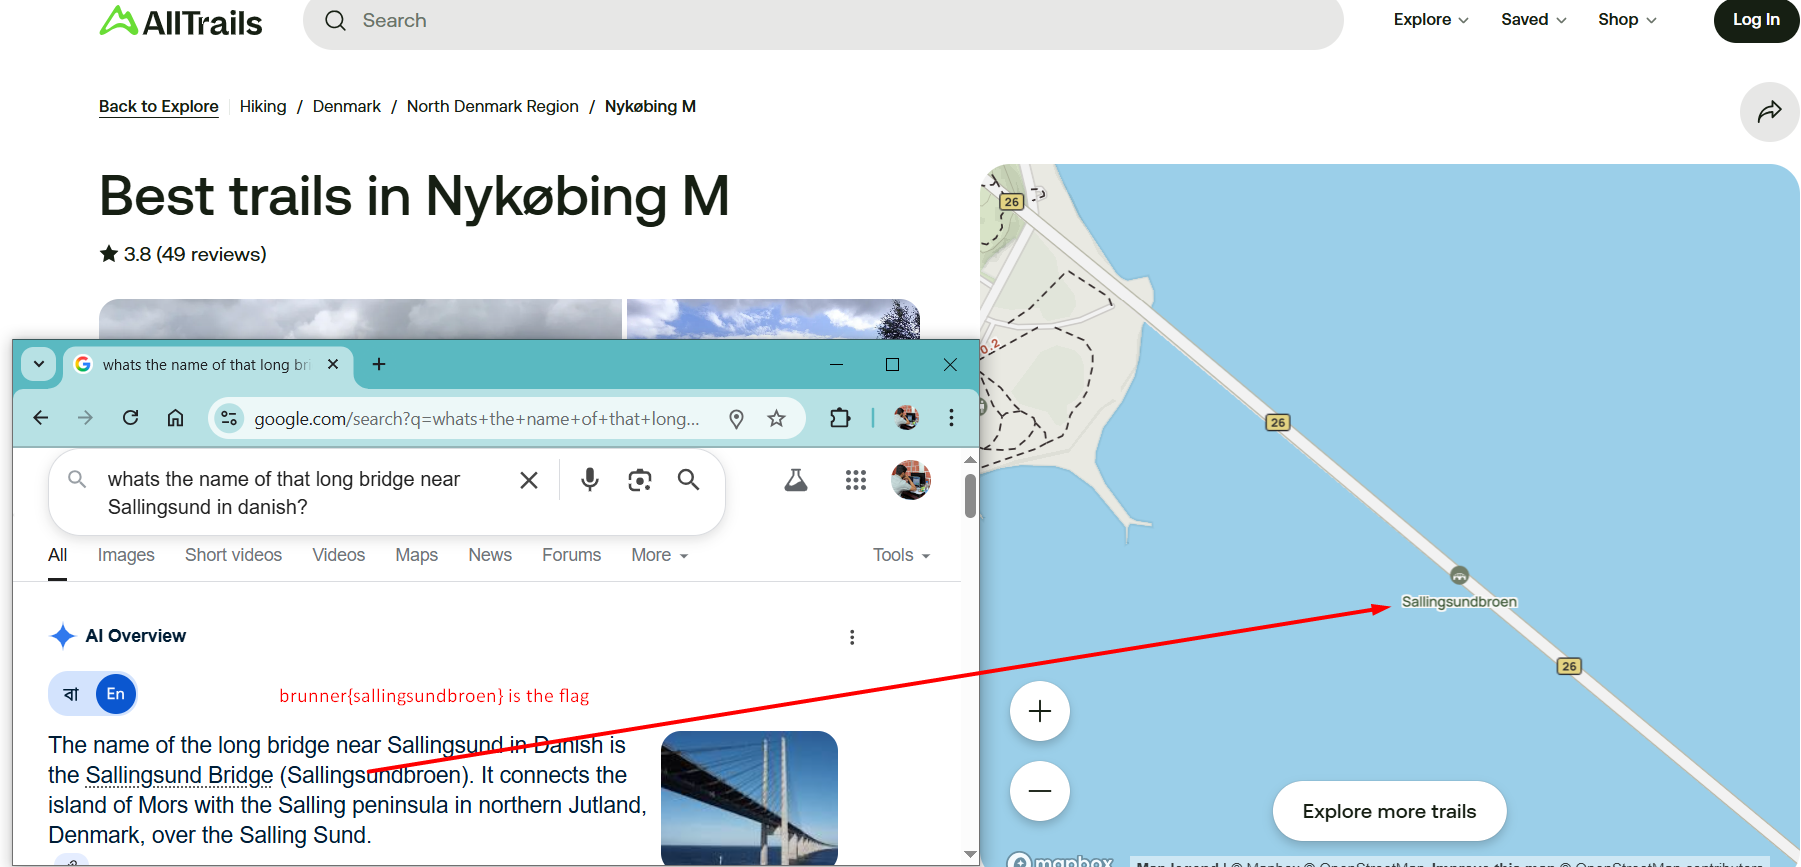 AllTrails
Search
Explore
Saved
Shop
Log In
Back to Explore
Hiking / Denmark / North Denmark Region / Nykøbing M
Best trails in Nykøbing M
3.8 (49 reviews)
26
0.2
26
Sallingsundbroen
26
Explore more trails
mapbox
whats the name of that long bri
google.com/search?q=whats+the+name+of+that+long...
whats the name of that long bridge near
Sallingsund in danish?
All Images Short videos Videos Maps News Forums More Tools
AI Overview
বা En
brunner{sallingsundbroen} is the flag
The name of the long bridge near Sallingsund in Danish is
the Sallingsund Bridge (Sallingsundbroen). It connects the
island of Mors with the Salling peninsula in northern Jutland,
Denmark, over the Salling Sund.
Map legend | © Mapbox © OpenStreetMap Improve this map © OpenStreetMap contributors